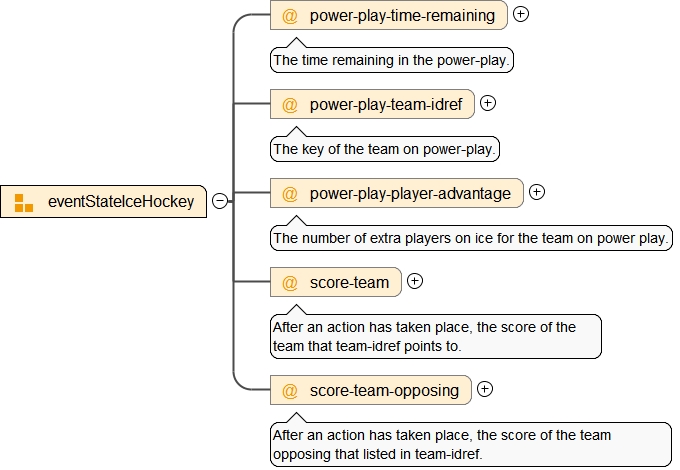 @ power-play-time-remaining
The time remaining in the power-play.
@ power-play-team-idref
The key of the team on power-play.
@ power-play-player-advantage
eventStateIceHockey
The number of extra players on ice for the team on power play.
@ score-team
After an action has taken place, the score of the
team that team-idref points to.
@ score-team-opposing
After an action has taken place, the score of the team
opposing that listed in team-idref.